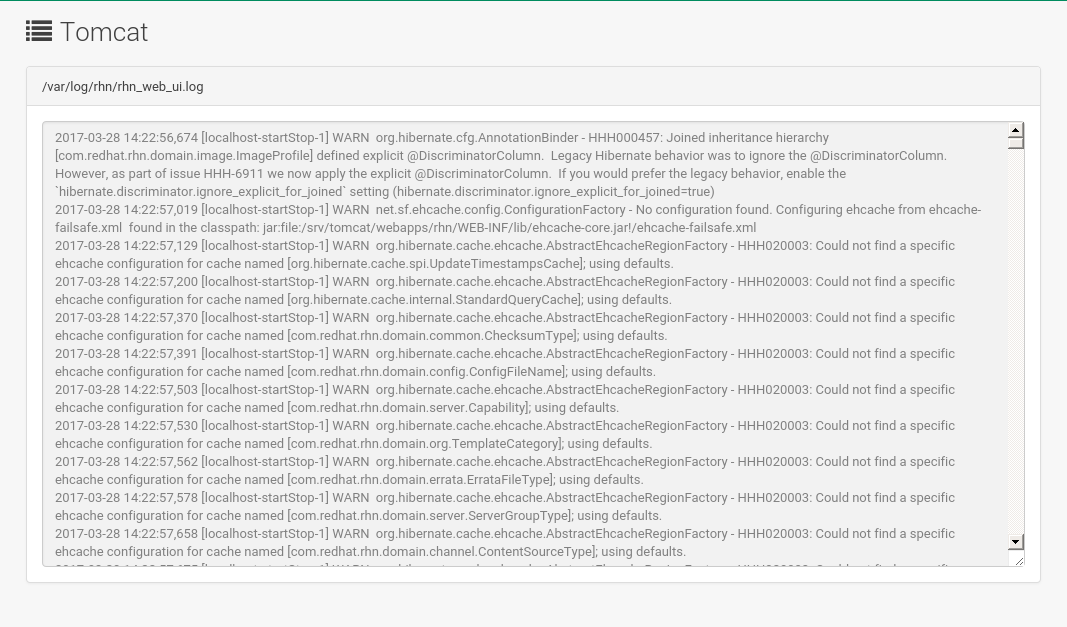 Tomcat
/var/log/rhn/rhn_web_ui.log
2017-03-28 14:22:56,674 [localhost-startStop-1] WARN  org.hibernate.cfg.AnnotationBinder - HHH000457: Joined inheritance hierarchy
[com.redhat.rhn.domain.image.ImageProfile] defined explicit @DiscriminatorColumn.  Legacy Hibernate behavior was to ignore the @DiscriminatorColumn.
However, as part of issue HHH-6911 we now apply the explicit @DiscriminatorColumn.  If you would prefer the legacy behavior, enable the
`hibernate.discriminator.ignore_explicit_for_joined` setting (hibernate.discriminator.ignore_explicit_for_joined=true)
2017-03-28 14:22:57,019 [localhost-startStop-1] WARN  net.sf.ehcache.config.ConfigurationFactory - No configuration found. Configuring ehcache from ehcache-
failsafe.xml  found in the classpath: jar:file:/srv/tomcat/webapps/rhn/WEB-INF/lib/ehcache-core.jar!/ehcache-failsafe.xml
2017-03-28 14:22:57,129 [localhost-startStop-1] WARN  org.hibernate.cache.ehcache.AbstractEhcacheRegionFactory - HHH020003: Could not find a specific
ehcache configuration for cache named [org.hibernate.cache.spi.UpdateTimestampsCache]; using defaults.
2017-03-28 14:22:57,200 [localhost-startStop-1] WARN  org.hibernate.cache.ehcache.AbstractEhcacheRegionFactory - HHH020003: Could not find a specific
ehcache configuration for cache named [org.hibernate.cache.internal.StandardQueryCache]; using defaults.
2017-03-28 14:22:57,370 [localhost-startStop-1] WARN  org.hibernate.cache.ehcache.AbstractEhcacheRegionFactory - HHH020003: Could not find a specific
ehcache configuration for cache named [com.redhat.rhn.domain.common.ChecksumType]; using defaults.
2017-03-28 14:22:57,391 [localhost-startStop-1] WARN  org.hibernate.cache.ehcache.AbstractEhcacheRegionFactory - HHH020003: Could not find a specific
ehcache configuration for cache named [com.redhat.rhn.domain.config.ConfigFileName]; using defaults.
2017-03-28 14:22:57,503 [localhost-startStop-1] WARN  org.hibernate.cache.ehcache.AbstractEhcacheRegionFactory - HHH020003: Could not find a specific
ehcache configuration for cache named [com.redhat.rhn.domain.server.Capability]; using defaults.
2017-03-28 14:22:57,530 [localhost-startStop-1] WARN  org.hibernate.cache.ehcache.AbstractEhcacheRegionFactory - HHH020003: Could not find a specific
ehcache configuration for cache named [com.redhat.rhn.domain.org.TemplateCategory]; using defaults.
2017-03-28 14:22:57,562 [localhost-startStop-1] WARN  org.hibernate.cache.ehcache.AbstractEhcacheRegionFactory - HHH020003: Could not find a specific
ehcache configuration for cache named [com.redhat.rhn.domain.errata.ErrataFileType]; using defaults.
2017-03-28 14:22:57,578 [localhost-startStop-1] WARN  org.hibernate.cache.ehcache.AbstractEhcacheRegionFactory - HHH020003: Could not find a specific
ehcache configuration for cache named [com.redhat.rhn.domain.server.ServerGroupType]; using defaults.
2017-03-28 14:22:57,658 [localhost-startStop-1] WARN  org.hibernate.cache.ehcache.AbstractEhcacheRegionFactory - HHH020003: Could not find a specific
ehcache configuration for cache named [com.redhat.rhn.domain.channel.ContentSourceType]; using defaults.